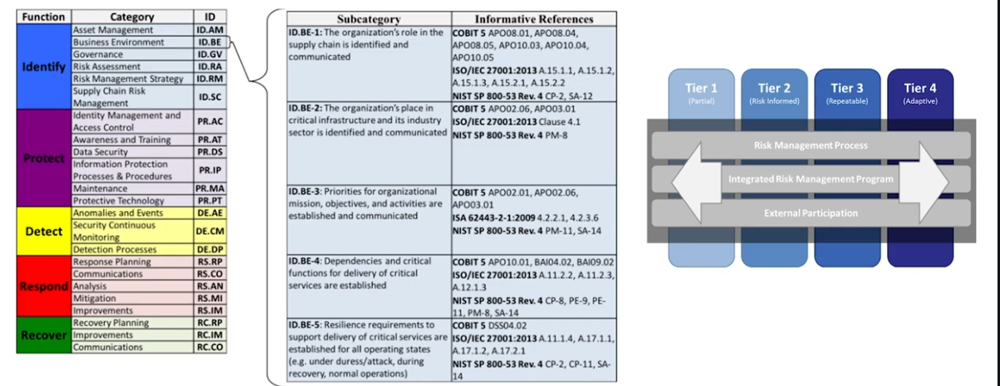 Function Category ID
Identify
Asset Management ID.AM
Business Environment ID.BE
Governance ID.GV
Risk Assessment ID.RA
Risk Management Strategy ID.RM
Supply Chain Risk
Management ID.SC
Protect
Identity Management and
Access Control PR.AC
Awareness and Training PR.AT
Data Security PR.DS
Information Protection
Processes & Procedures PR.IP
Maintenance PR.MA
Protective Technology PR.PT
Detect
Anomalies and Events DE.AE
Security Continuous
Monitoring DE.CM
Detection Processes DE.DP
Respond
Response Planning RS.RP
Communications RS.CO
Analysis RS.AN
Mitigation RS.MI
Improvements RS.IM
Recover
Recovery Planning RC.RP
Improvements RC.IM
Communications RC.CO
Subcategory Informative References
ID.BE-1: The organization's role in the
supply chain is identified and
communicated
COBIT 5 APO08.01, APO08.04,
APO08.05, APO10.03, APO10.04,
APO10.05
ISO/IEC 27001:2013 A.15.1.1, A.15.1.2,
A.15.1.3, A.15.2.1, A.15.2.2
NIST SP 800-53 Rev. 4 CP-2, SA-12
ID.BE-2: The organization's place in
critical infrastructure and its industry
sector is identified and communicated
COBIT 5 APO02.06, APO03.01
ISO/IEC 27001:2013 Clause 4.1
NIST SP 800-53 Rev. 4 PM-8
ID.BE-3: Priorities for organizational
mission, objectives, and activities are
established and communicated
COBIT 5 APO02.01, APO02.06,
APO03.01
ISA 62443-2-1:2009 4.2.2.1, 4.2.3.6
NIST SP 800-53 Rev. 4 PM-11, SA-14
ID.BE-4: Dependencies and critical
functions for delivery of critical
services are established
COBIT 5 APO10.01, BAI04.02, BAI09.02
ISO/IEC 27001:2013 A.11.2.2, A.11.2.3,
A.12.1.3
NIST SP 800-53 Rev. 4 CP-8, PE-9, PE-
11, PM-8, SA-14
ID.BE-5: Resilience requirements to
support delivery of critical services are
established for all operating states
(e.g. under duress/attack, during
recovery, normal operations)
COBIT 5 DSS04.02
ISO/IEC 27001:2013 A.11.1.4, A.17.1.1,
A.17.1.2, A.17.2.1
NIST SP 800-53 Rev. 4 CP-2, CP-11, SA-
14
Tier 1 Tier 2 Tier 3 Tier 4
(Partial) (Risk Informed) (Repeatable) (Adaptive)
Risk Management Process
Integrated Risk Management Program
External Participation